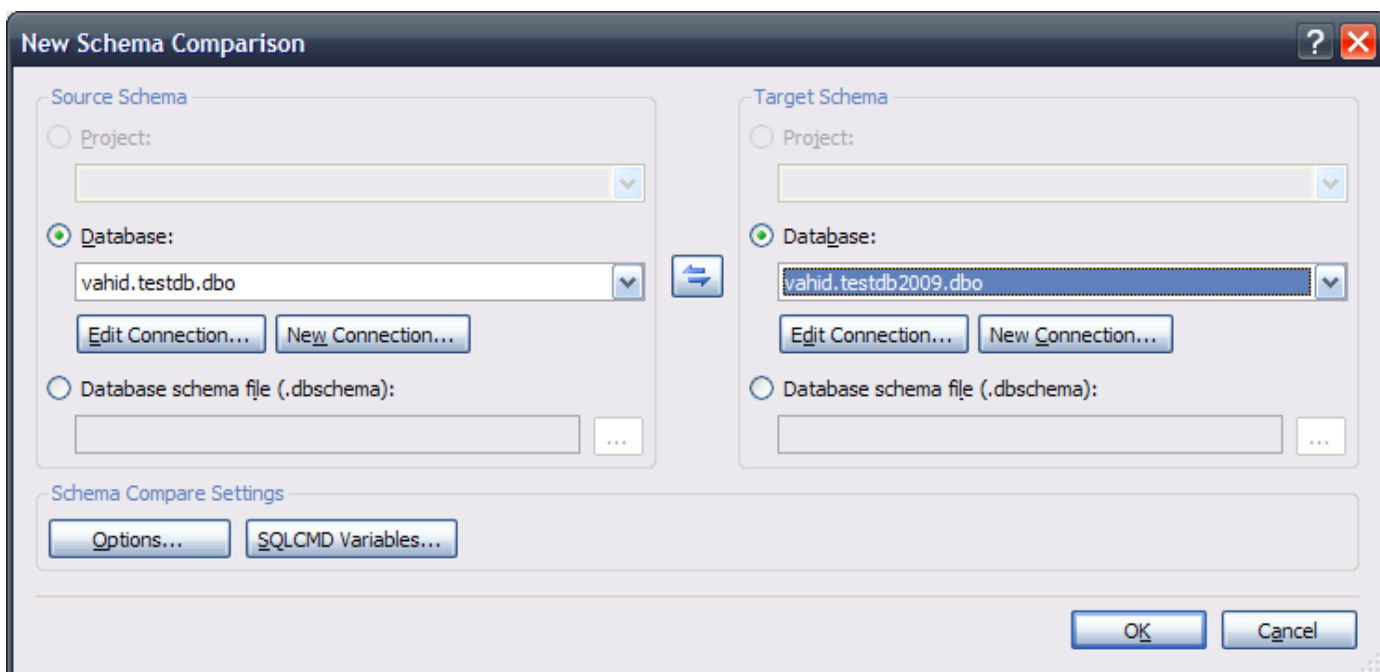 New Schema Comparison
Source Schema
Project:
Database:
vahid.testdb.dbo
Edit Connection...
New Connection...
Database schema file (.dbschema):
...
Target Schema
Project:
Database:
vahid.testdb2009.dbo
Edit Connection...
New Connection...
Database schema file (.dbschema):
...
Schema Compare Settings
Options...
SQLCMD Variables...
OK
Cancel